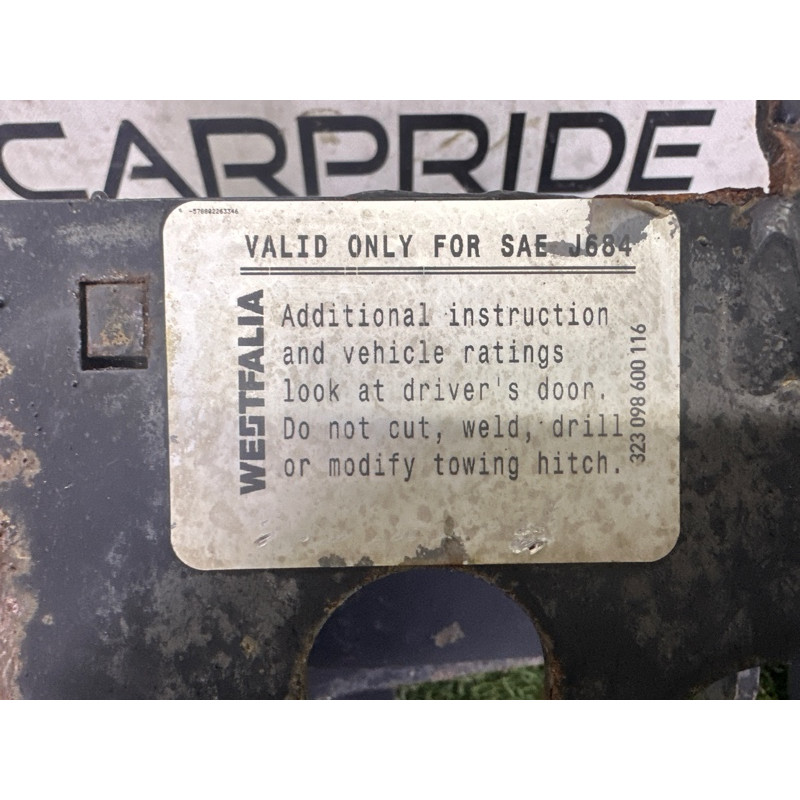 CARPRIDE
VALID ONLY FOR SAE J684
WESTFALIA
Additional instruction
and vehicle ratings
look at driver's door.
Do not cut, weld, drill
or modify towing hitch.
323 098 600 116